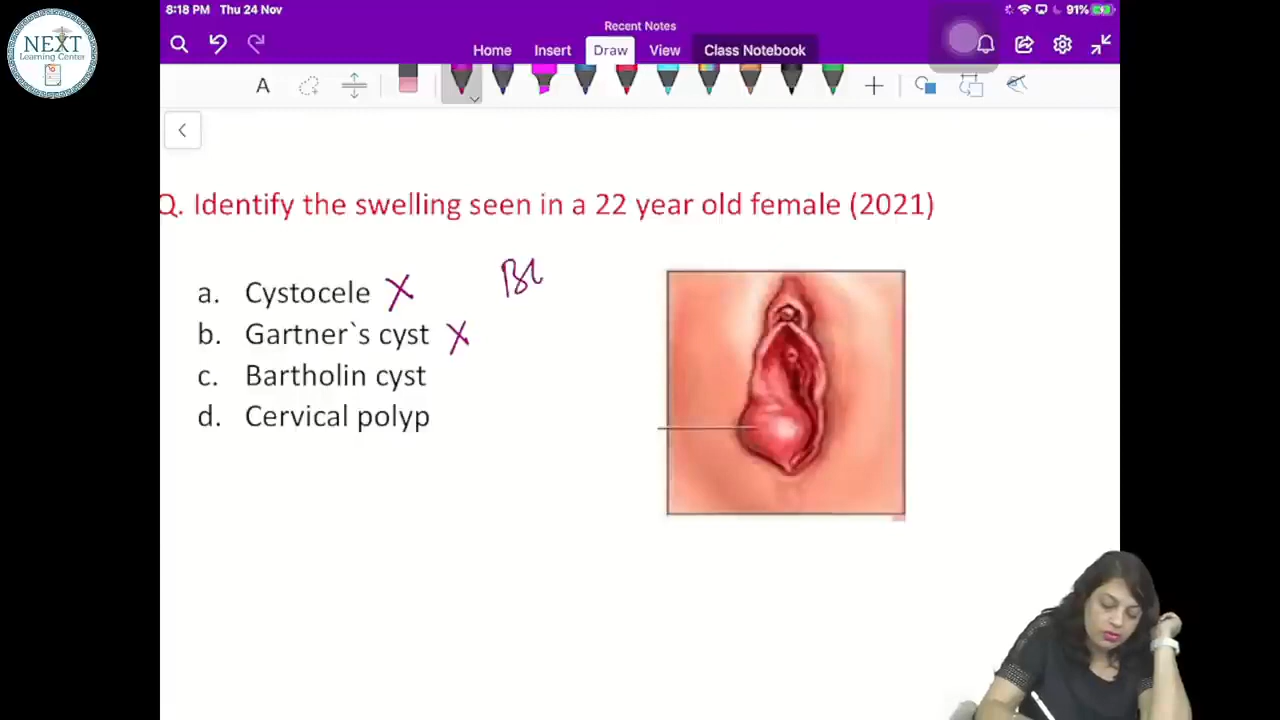 8:18 PM Thu 24 Nov
91%
NEXT
Learning Center
Recent Notes
Home Insert Draw View Class Notebook
A
Q. Identify the swelling seen in a 22 year old female (2021)
a. Cystocele X
b. Gartner`s cyst X
c. Bartholin cyst
d. Cervical polyp